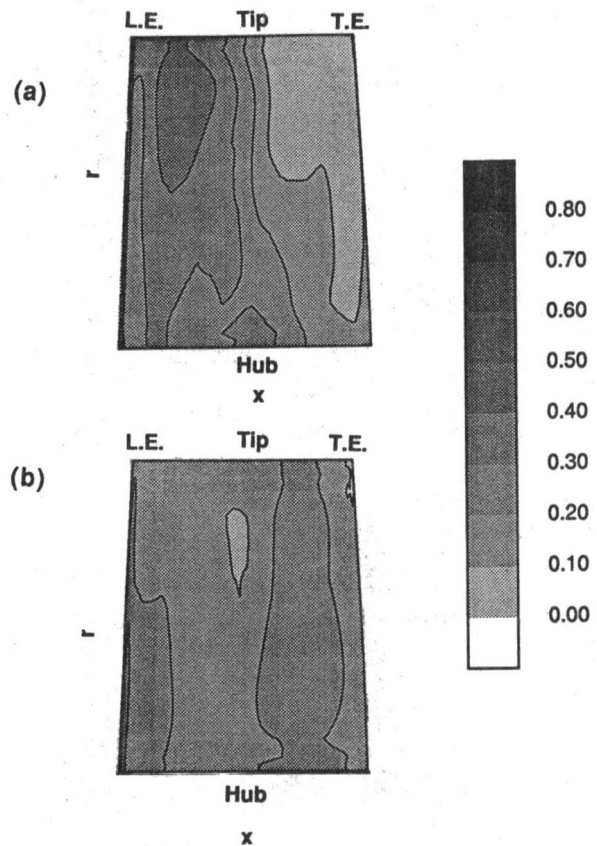 L.E. Tip T.E.
(a)
r
Hub
x
0.80
0.70
0.60
0.50
0.40
0.30
0.20
0.10
0.00
L.E. Tip T.E.
(b)
r
Hub
x